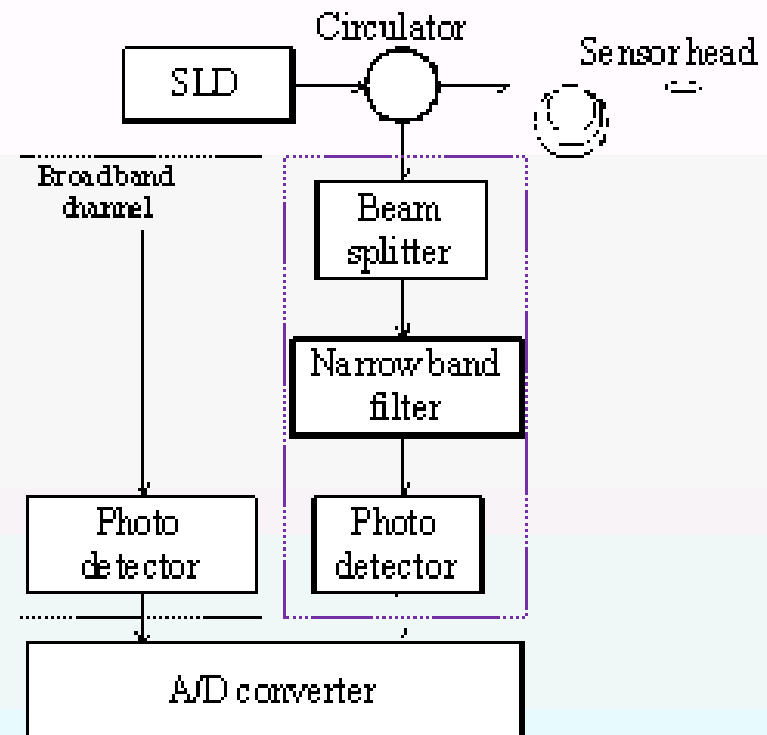 Circulator
Sensor head
SLD
Broadband
channel
Beam
splitter
Narrow band
filter
Photo
detector
Photo
detector
A/D converter